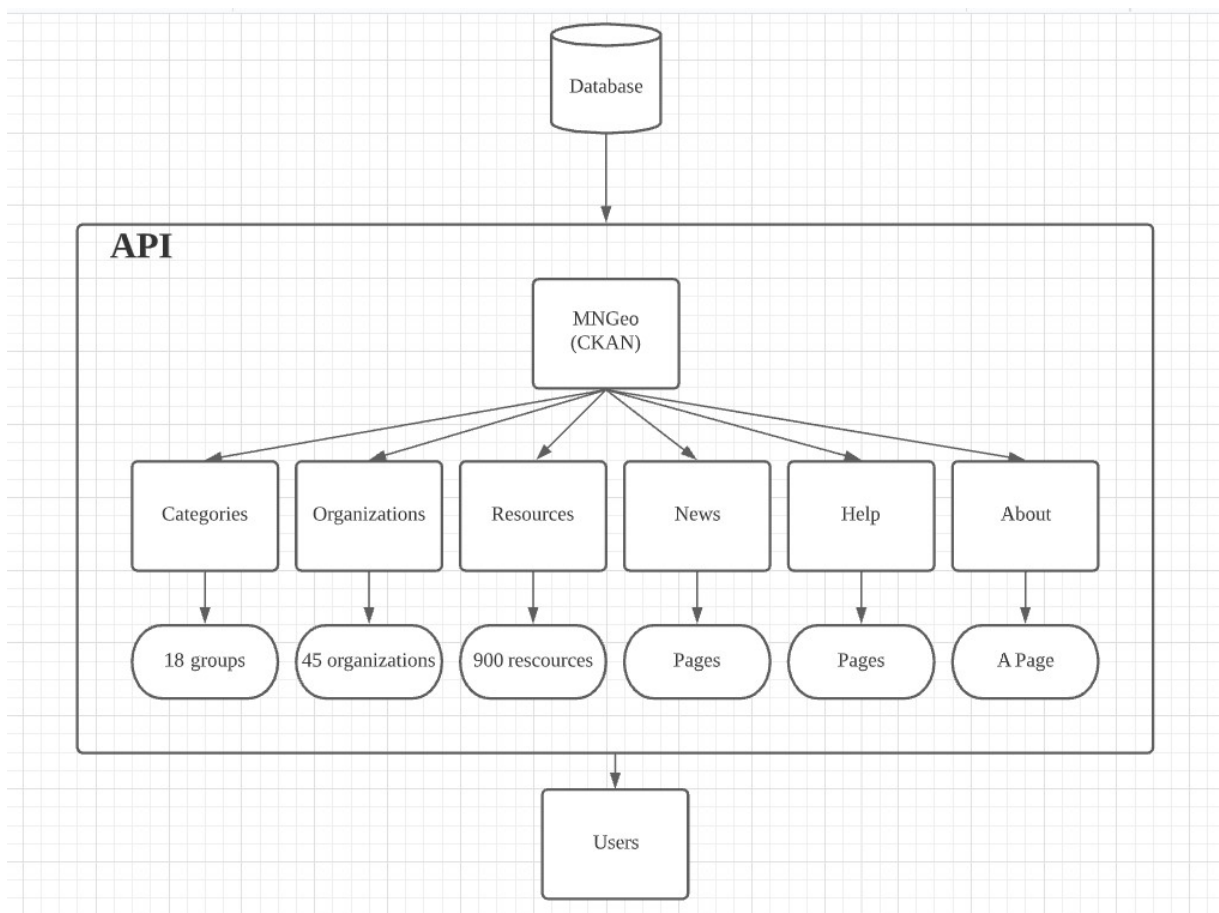 Database
API
MNGeo
(CKAN)
Categories
Organizations
Resources
News
Help
About
18 groups
45 organizations
900 rescources
Pages
Pages
A Page
Users